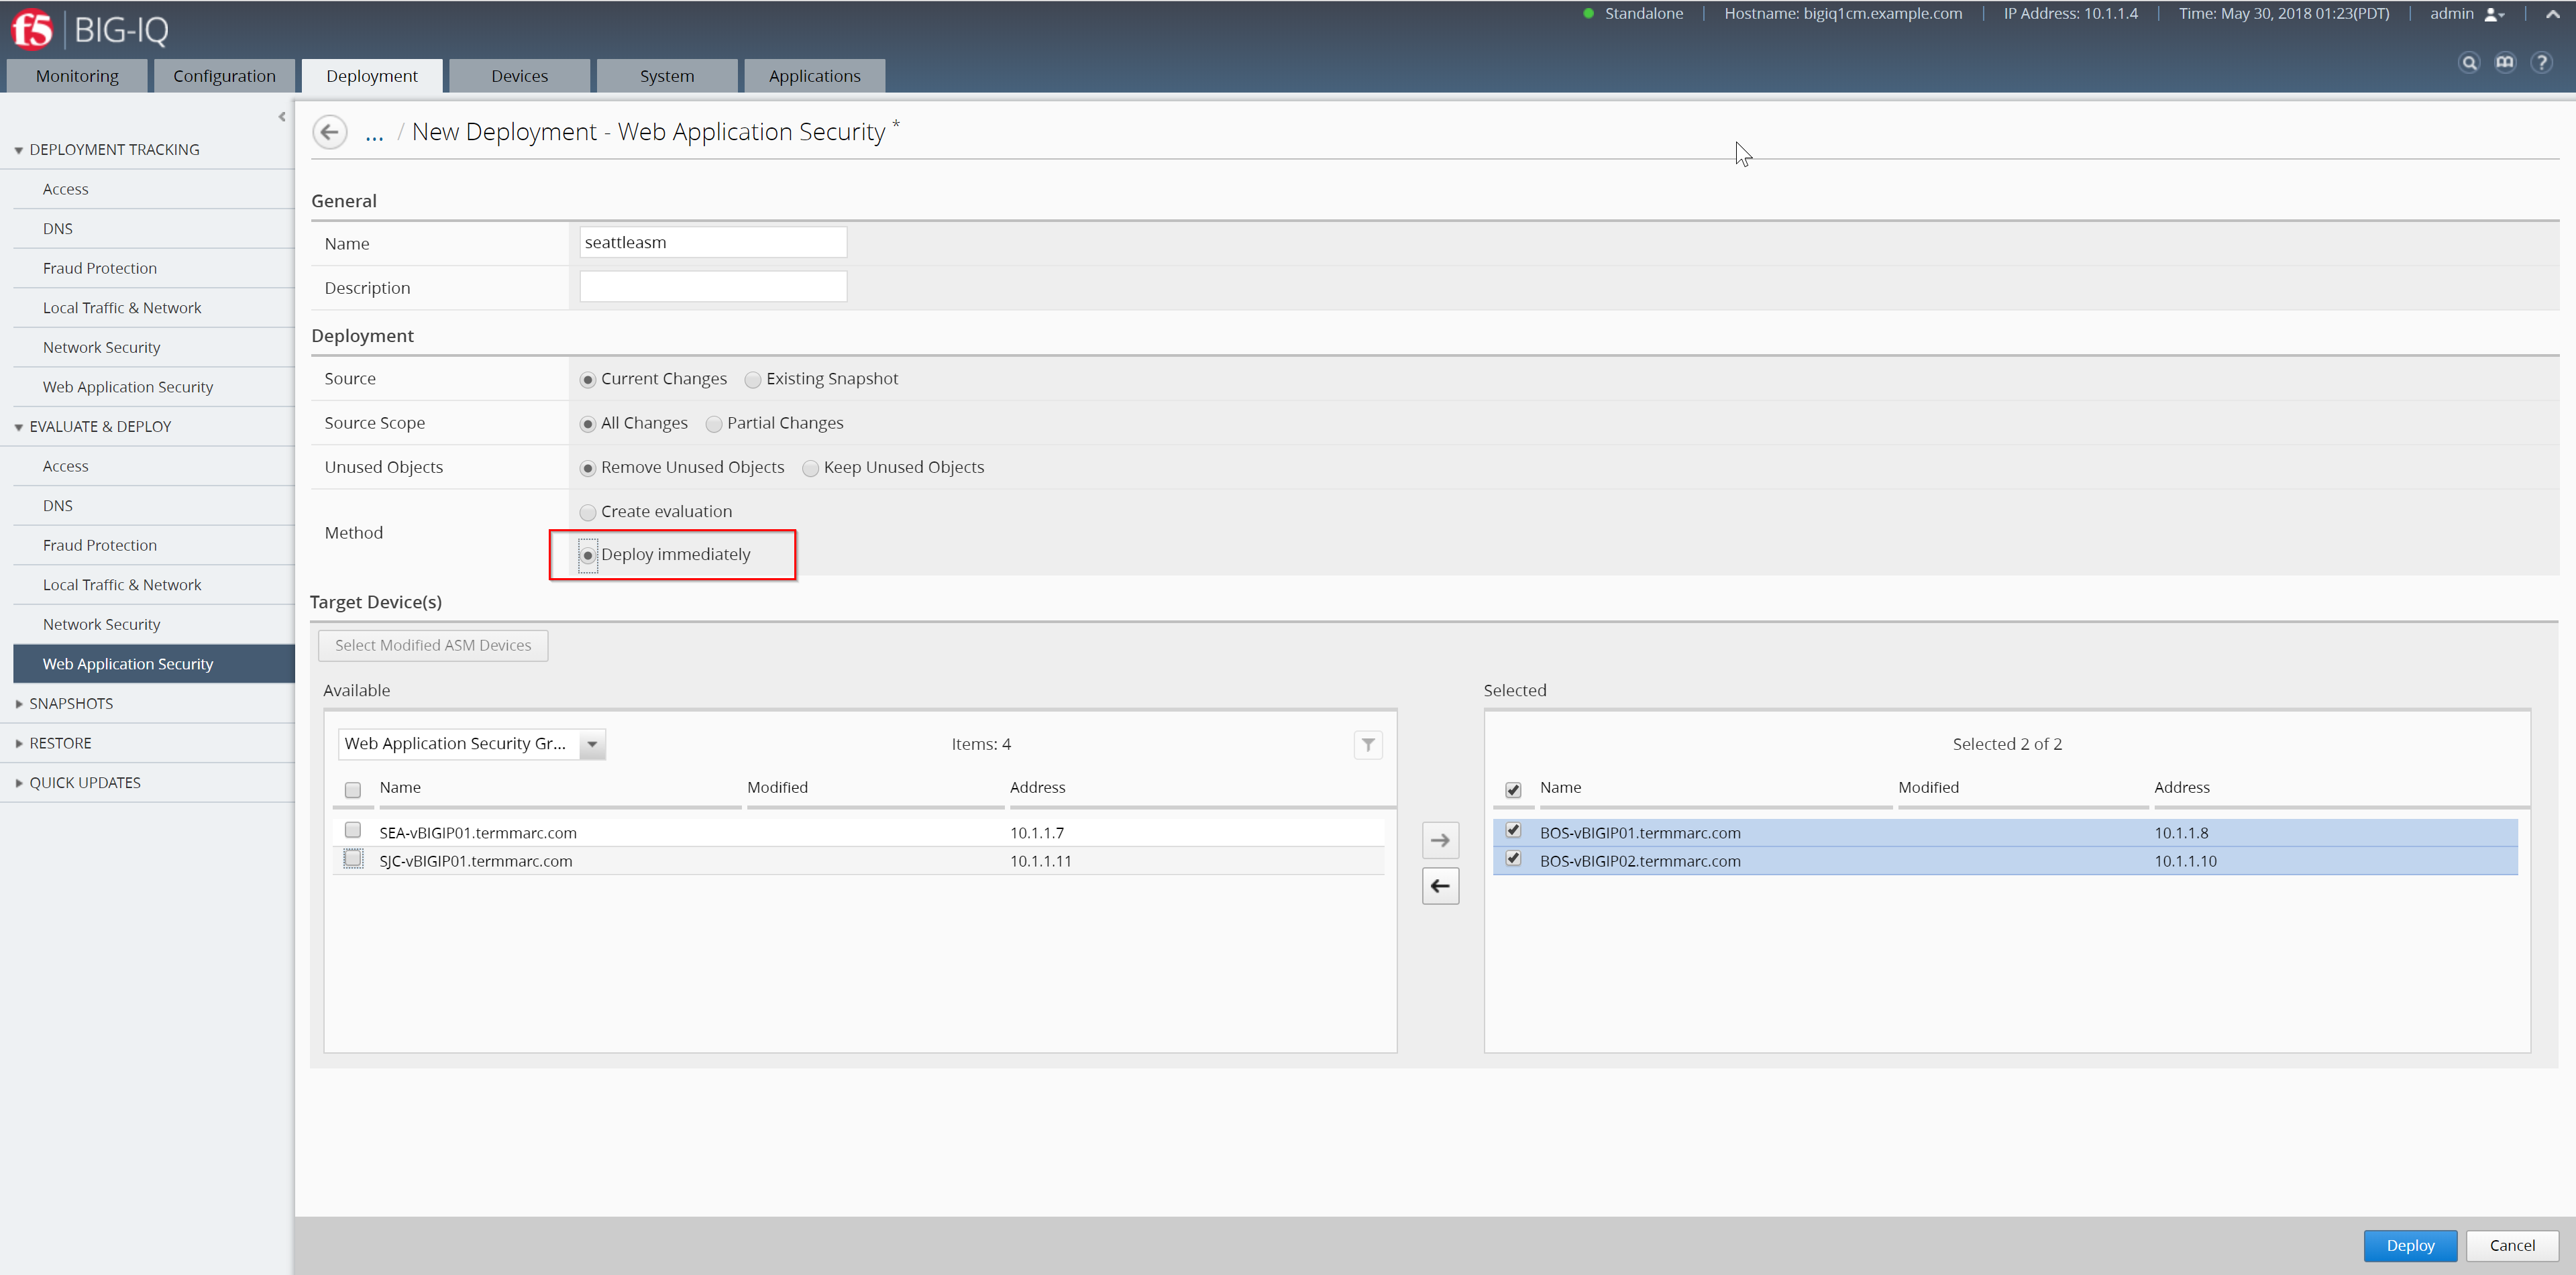 f5 BIG-IQ
Standalone | Hostname: bigiq1cm.example.com | IP Address: 10.1.1.4 | Time: May 30, 2018 01:23(PDT) | admin
Monitoring Configuration Deployment Devices System Applications
DEPLOYMENT TRACKING
Access
DNS
Fraud Protection
Local Traffic & Network
Network Security
Web Application Security
EVALUATE & DEPLOY
Access
DNS
Fraud Protection
Local Traffic & Network
Network Security
Web Application Security
SNAPSHOTS
RESTORE
QUICK UPDATES
... / New Deployment - Web Application Security *
General
Name seattleasm
Description
Deployment
Source Current Changes Existing Snapshot
Source Scope All Changes Partial Changes
Unused Objects Remove Unused Objects Keep Unused Objects
Method Create evaluation
Deploy immediately
Target Device(s)
Select Modified ASM Devices
Available
Web Application Security Gr... Items: 4
Name Modified Address
SEA-vBIGIP01.termmarc.com 10.1.1.7
SJC-vBIGIP01.termmarc.com 10.1.1.11
Selected
Selected 2 of 2
Name Modified Address
BOS-vBIGIP01.termmarc.com 10.1.1.8
BOS-vBIGIP02.termmarc.com 10.1.1.10
Deploy Cancel